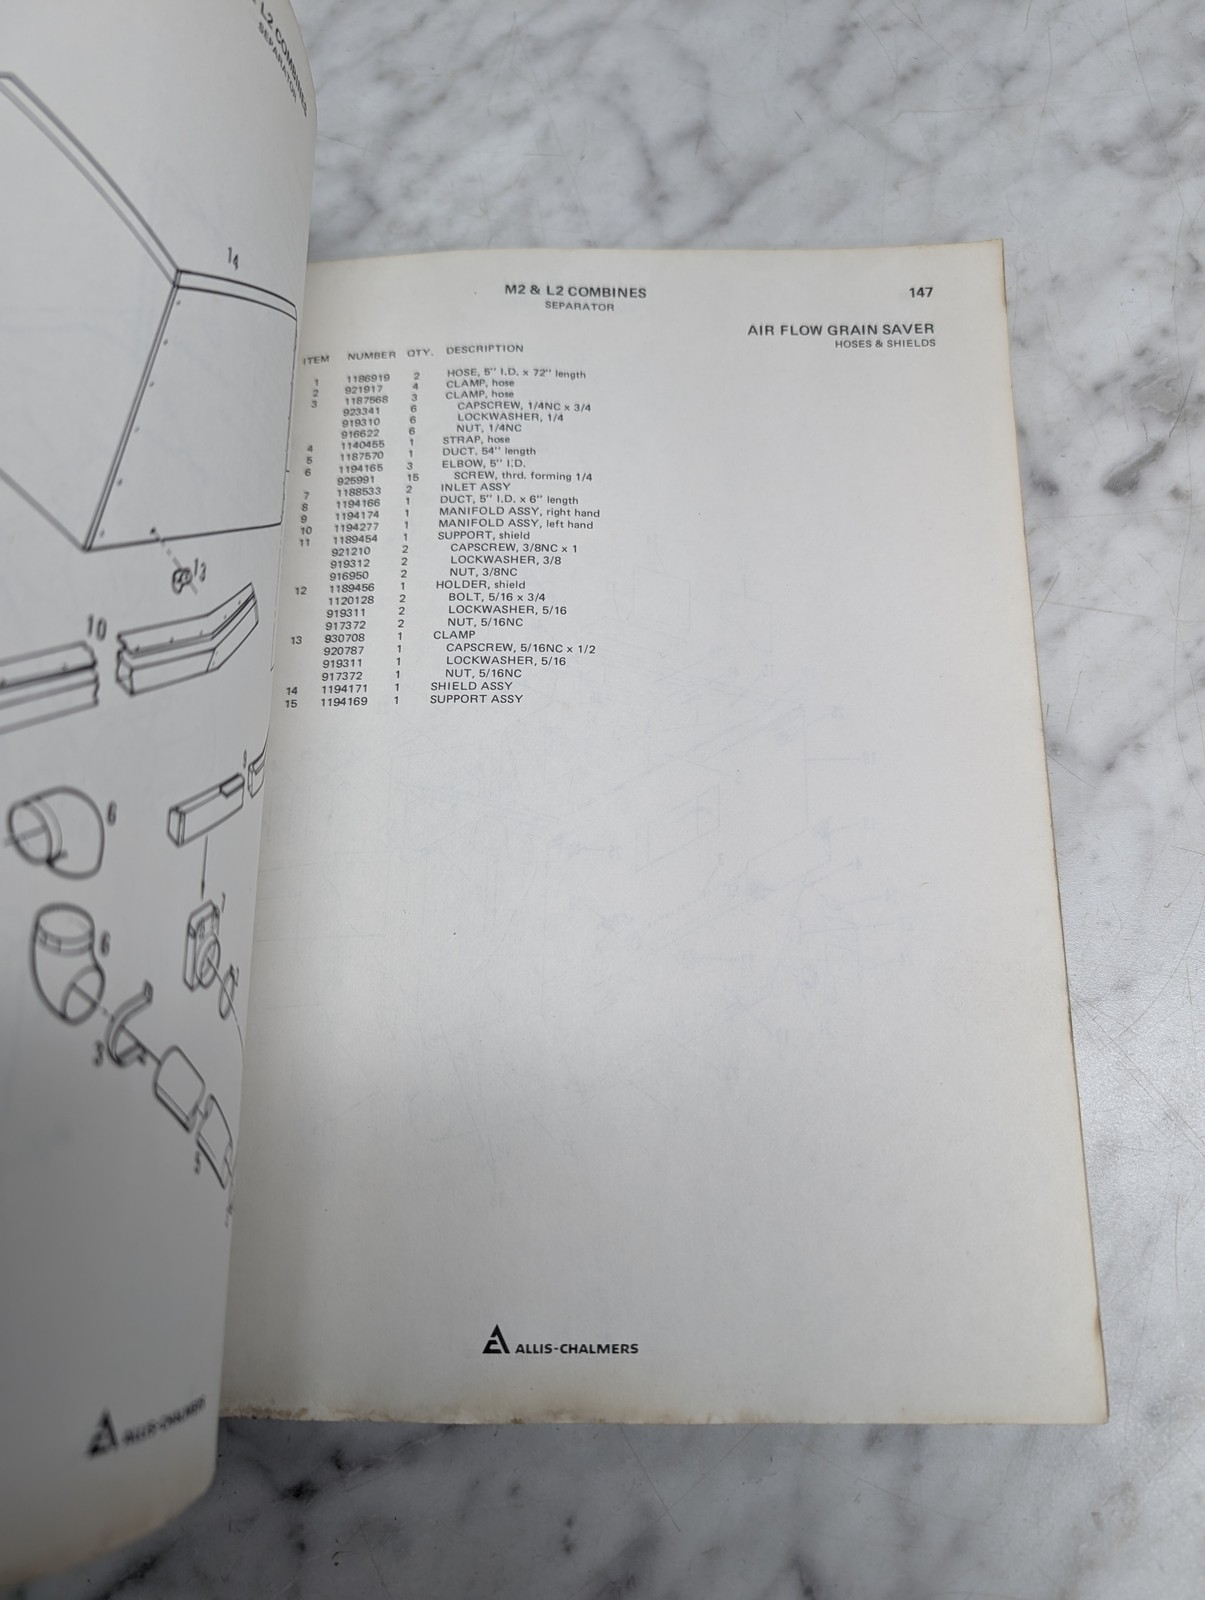 L2 COMBINES
SEPARATOR
14
13
10
6
7
6
3
5
ALLIS-CHALMERS
M2 & L2 COMBINES
SEPARATOR
147
AIR FLOW GRAIN SAVER
HOSES & SHIELDS
ITEM NUMBER QTY. DESCRIPTION
1 1186919 2 HOSE, 5" I.D. x 72" length
2 921917 4 CLAMP, hose
3 1187568 3 CLAMP, hose
923341 6 CAPSCREW, 1/4NC x 3/4
919310 6 LOCKWASHER, 1/4
916622 6 NUT, 1/4NC
4 1140455 1 STRAP, hose
5 1187570 1 DUCT, 54" length
6 1194165 3 ELBOW, 5" I.D.
925991 15 SCREW, thrd. forming 1/4
7 1188533 2 INLET ASSY
8 1194166 1 DUCT, 5" I.D. x 6" length
9 1194174 1 MANIFOLD ASSY, right hand
10 1194277 1 MANIFOLD ASSY, left hand
11 1189454 1 SUPPORT, shield
921210 2 CAPSCREW, 3/8NC x 1
919312 2 LOCKWASHER, 3/8
916950 2 NUT, 3/8NC
12 1189456 1 HOLDER, shield
1120128 2 BOLT, 5/16 x 3/4
919311 2 LOCKWASHER, 5/16
917372 2 NUT, 5/16NC
13 930708 1 CLAMP
920787 1 CAPSCREW, 5/16NC x 1/2
919311 1 LOCKWASHER, 5/16
917372 1 NUT, 5/16NC
14 1194171 1 SHIELD ASSY
15 1194169 1 SUPPORT ASSY
ALLIS-CHALMERS